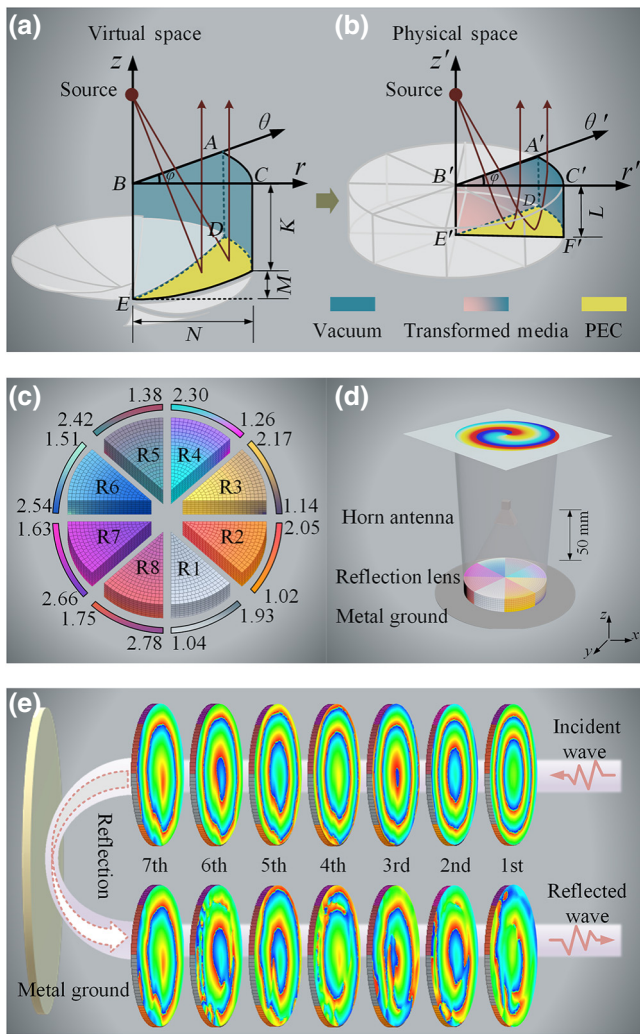 (a)
Virtual space
z
Source
θ
A
B
φ
C
r
K
D
M
E
N
(b)
Physical space
z'
Source
θ'
A'
B'
φ
C'
r'
D
L
E'
F'
Vacuum
Transformed media
PEC
(c)
1.38
2.30
2.42
1.26
1.51
2.17
R5
R4
R6
R3
2.54
1.14
1.63
2.05
R7
R2
R8
R1
2.66
1.02
1.75
1.93
2.78
1.04
(d)
Horn antenna
50 mm
Reflection lens
Metal ground
z
x
y
(e)
Incident
wave
Reflection
7th 6th 5th 4th 3rd 2nd 1st
Reflected
wave
Metal ground